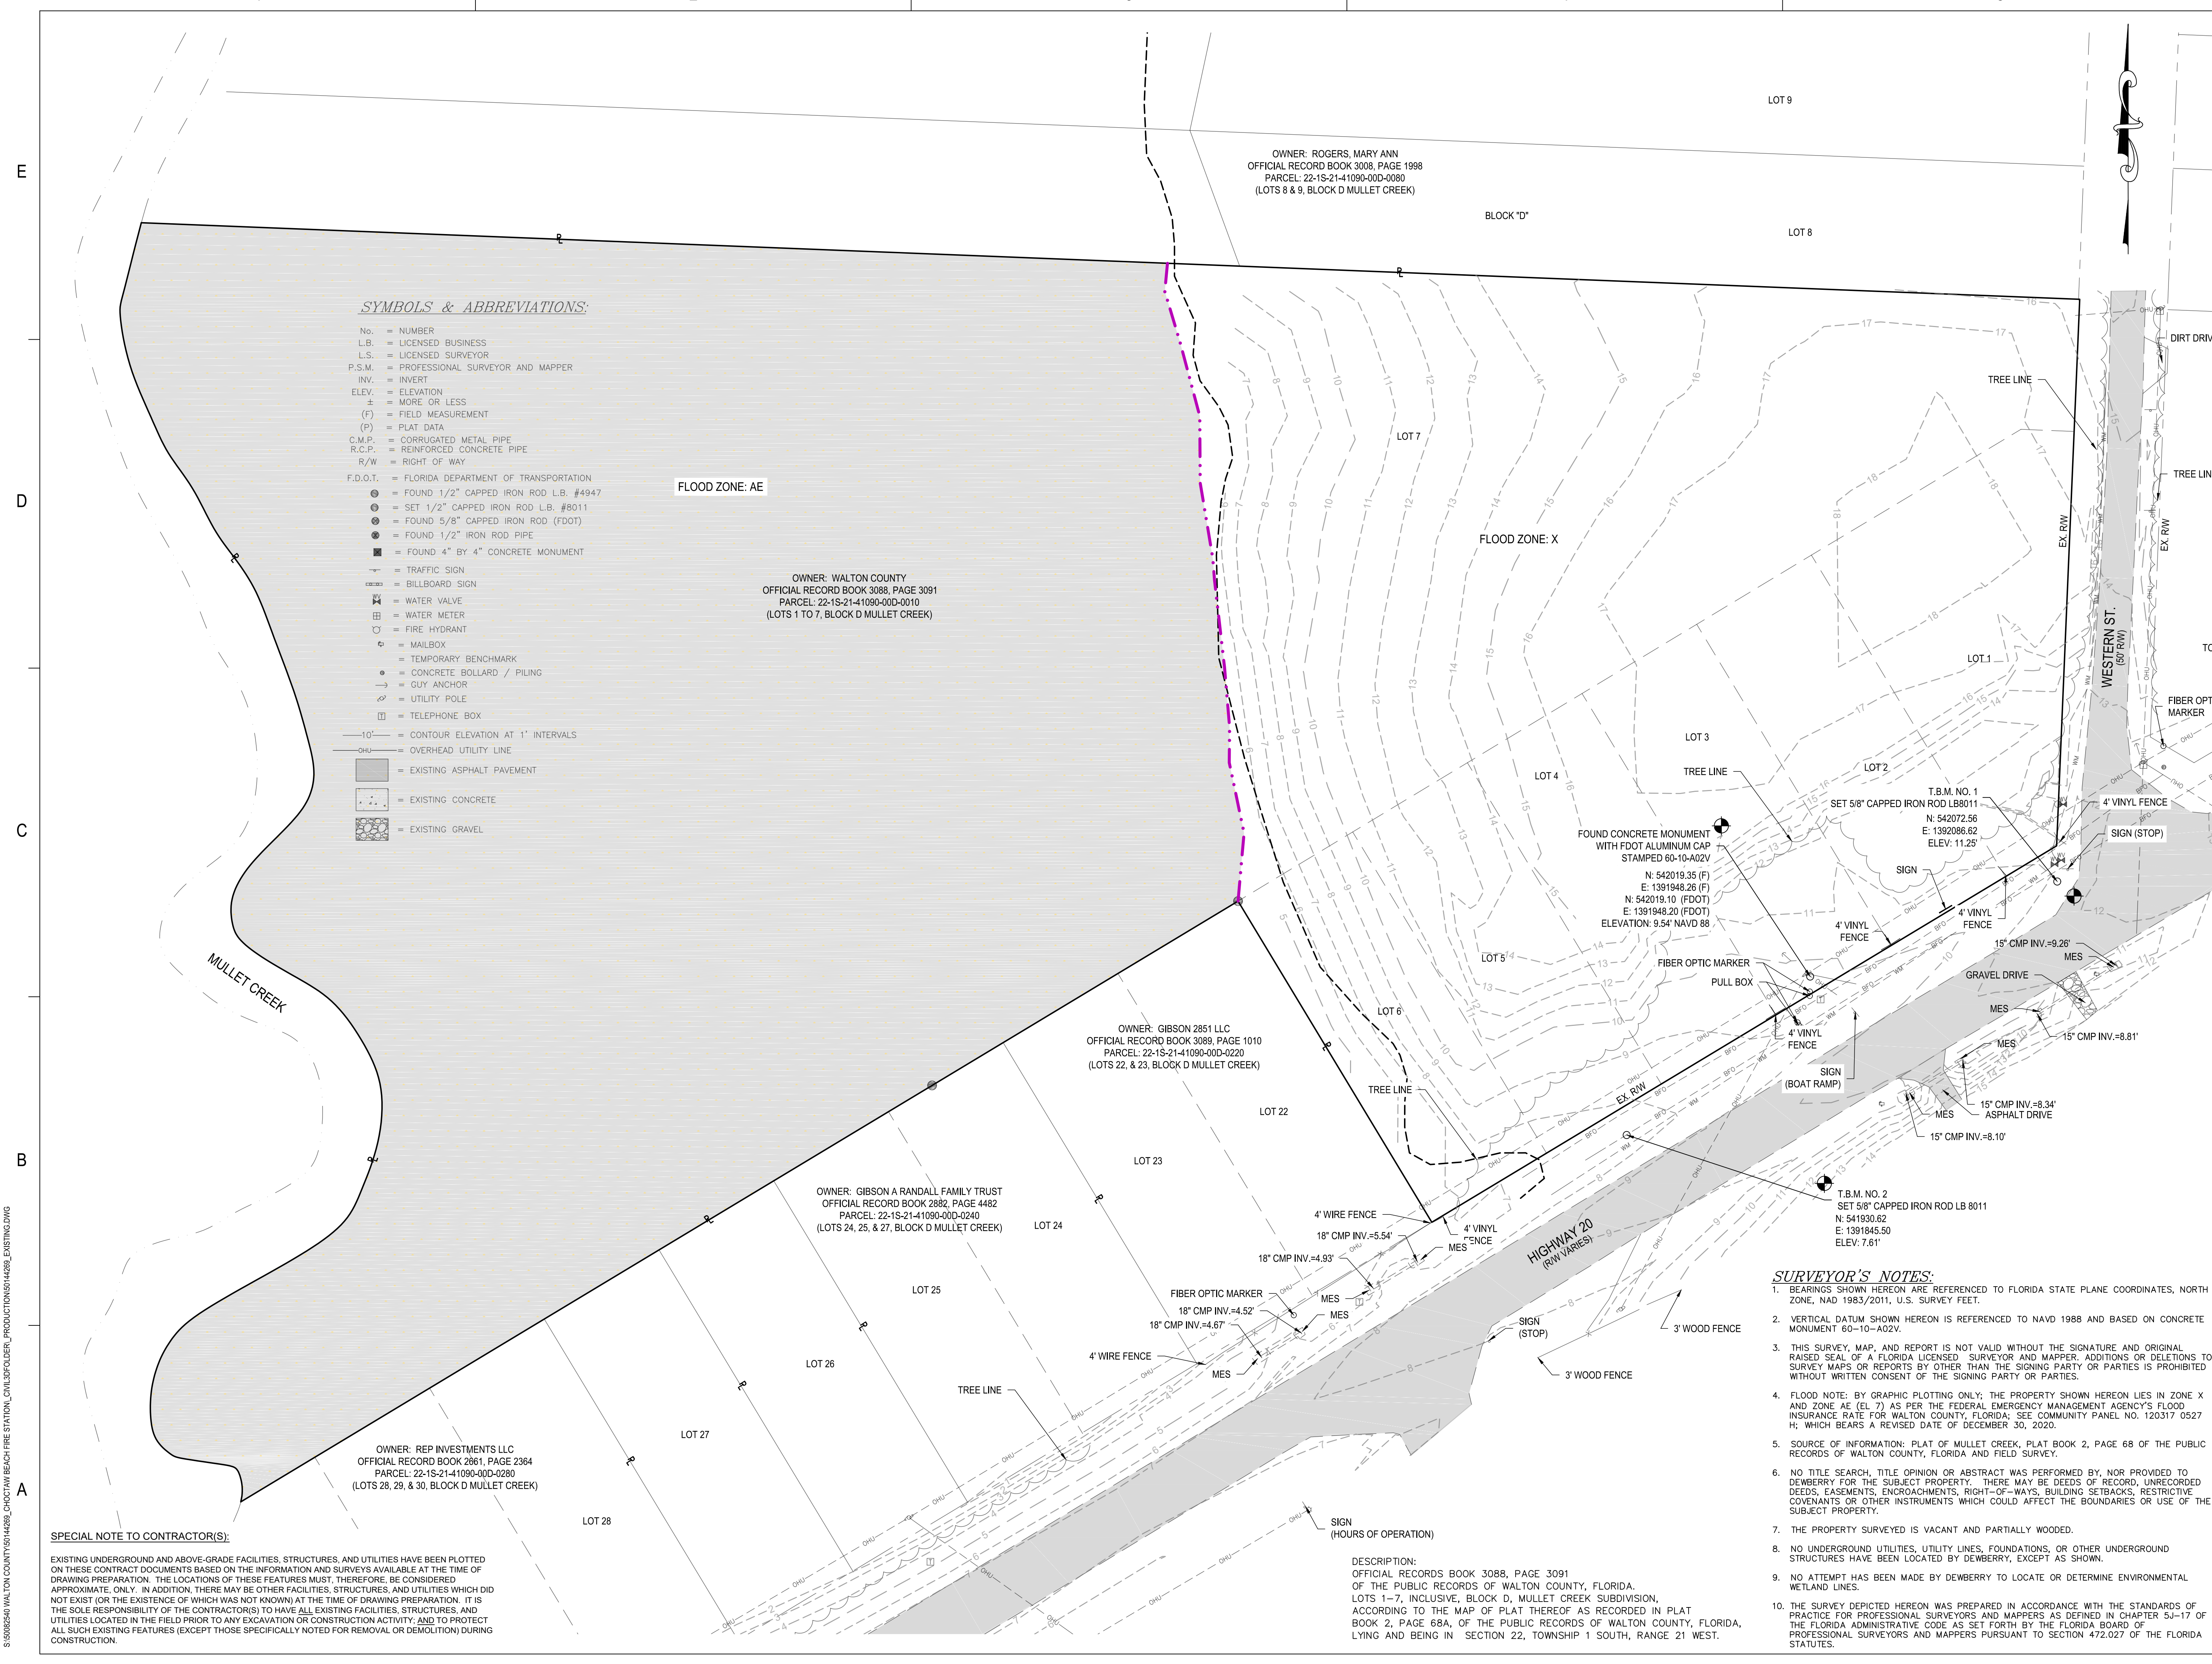 E
D
C
B
A
S:\50082540 WALTON COUNTY\50144269_CHOCTAW BEACH FIRE STATION\_CIVIL3DFOLDER\_PRODUCTION\50144269_EXISTING.DWG
LOT 9
OWNER: ROGERS, MARY ANN
OFFICIAL RECORD BOOK 3008, PAGE 1998
PARCEL: 22-1S-21-41090-00D-0080
(LOTS 8 & 9, BLOCK D MULLET CREEK)
BLOCK "D"
LOT 8
SYMBOLS & ABBREVIATIONS:
No. = NUMBER
L.B. = LICENSED BUSINESS
L.S. = LICENSED SURVEYOR
P.S.M. = PROFESSIONAL SURVEYOR AND MAPPER
INV. = INVERT
ELEV. = ELEVATION
± = MORE OR LESS
(F) = FIELD MEASUREMENT
(P) = PLAT DATA
C.M.P. = CORRUGATED METAL PIPE
R.C.P. = REINFORCED CONCRETE PIPE
R/W = RIGHT OF WAY
F.D.O.T. = FLORIDA DEPARTMENT OF TRANSPORTATION
= FOUND 1/2" CAPPED IRON ROD L.B. #4947
= SET 1/2" CAPPED IRON ROD L.B. #8011
= FOUND 5/8" CAPPED IRON ROD (FDOT)
= FOUND 1/2" IRON ROD PIPE
= FOUND 4" BY 4" CONCRETE MONUMENT
= TRAFFIC SIGN
= BILLBOARD SIGN
WV = WATER VALVE
= WATER METER
= FIRE HYDRANT
= MAILBOX
= TEMPORARY BENCHMARK
= CONCRETE BOLLARD / PILING
= GUY ANCHOR
= UTILITY POLE
T = TELEPHONE BOX
10' = CONTOUR ELEVATION AT 1' INTERVALS
OHU = OVERHEAD UTILITY LINE
= EXISTING ASPHALT PAVEMENT
= EXISTING CONCRETE
= EXISTING GRAVEL
FLOOD ZONE: AE
OWNER: WALTON COUNTY
OFFICIAL RECORD BOOK 3088, PAGE 3091
PARCEL: 22-1S-21-41090-00D-0010
(LOTS 1 TO 7, BLOCK D MULLET CREEK)
MULLET CREEK
LOT 7
FLOOD ZONE: X
TREE LINE
DIRT DRIV
TREE LIN
EX. R/W
EX. R/W
WESTERN ST.
(50' R/W)
TO
FIBER OPT
MARKER
LOT 1
LOT 2
LOT 3
LOT 4
LOT 5
LOT 6
TREE LINE
T.B.M. NO. 1
SET 5/8" CAPPED IRON ROD LB8011
N: 542072.56
E: 1392086.62
ELEV: 11.25'
4' VINYL FENCE
SIGN (STOP)
FOUND CONCRETE MONUMENT
WITH FDOT ALUMINUM CAP
STAMPED 60-10-A02V
N: 542019.35 (F)
E: 1391948.26 (F)
N: 542019.10 (FDOT)
E: 1391948.20 (FDOT)
ELEVATION: 9.54' NAVD 88
SIGN
4' VINYL
FENCE
4' VINYL
FENCE
FIBER OPTIC MARKER
PULL BOX
15" CMP INV.=9.26'
MES
GRAVEL DRIVE
MES
15" CMP INV.=8.81'
4' VINYL
FENCE
MES
SIGN
(BOAT RAMP)
15" CMP INV.=8.34'
ASPHALT DRIVE
MES
15" CMP INV.=8.10'
TREE LINE
EX. R/W
OWNER: GIBSON 2851 LLC
OFFICIAL RECORD BOOK 3089, PAGE 1010
PARCEL: 22-1S-21-41090-00D-0220
(LOTS 22, & 23, BLOCK D MULLET CREEK)
LOT 22
LOT 23
LOT 24
LOT 25
LOT 26
LOT 27
LOT 28
OWNER: GIBSON A RANDALL FAMILY TRUST
OFFICIAL RECORD BOOK 2882, PAGE 4482
PARCEL: 22-1S-21-41090-00D-0240
(LOTS 24, 25, & 27, BLOCK D MULLET CREEK)
4' WIRE FENCE
18" CMP INV.=5.54'
18" CMP INV.=4.93'
4' VINYL
FENCE
MES
HIGHWAY 20
(R/W VARIES)
FIBER OPTIC MARKER
18" CMP INV.=4.52'
18" CMP INV.=4.67'
MES
MES
4' WIRE FENCE
MES
TREE LINE
SIGN
(STOP)
3' WOOD FENCE
3' WOOD FENCE
T.B.M. NO. 2
SET 5/8" CAPPED IRON ROD LB 8011
N: 541930.62
E: 1391845.50
ELEV: 7.61'
OWNER: REP INVESTMENTS LLC
OFFICIAL RECORD BOOK 2661, PAGE 2364
PARCEL: 22-1S-21-41090-00D-0280
(LOTS 28, 29, & 30, BLOCK D MULLET CREEK)
SIGN
(HOURS OF OPERATION)
SPECIAL NOTE TO CONTRACTOR(S):
EXISTING UNDERGROUND AND ABOVE-GRADE FACILITIES, STRUCTURES, AND UTILITIES HAVE BEEN PLOTTED
ON THESE CONTRACT DOCUMENTS BASED ON THE INFORMATION AND SURVEYS AVAILABLE AT THE TIME OF
DRAWING PREPARATION. THE LOCATIONS OF THESE FEATURES MUST, THEREFORE, BE CONSIDERED
APPROXIMATE, ONLY. IN ADDITION, THERE MAY BE OTHER FACILITIES, STRUCTURES, AND UTILITIES WHICH DID
NOT EXIST (OR THE EXISTENCE OF WHICH WAS NOT KNOWN) AT THE TIME OF DRAWING PREPARATION. IT IS
THE SOLE RESPONSIBILITY OF THE CONTRACTOR(S) TO HAVE ALL EXISTING FACILITIES, STRUCTURES, AND
UTILITIES LOCATED IN THE FIELD PRIOR TO ANY EXCAVATION OR CONSTRUCTION ACTIVITY; AND TO PROTECT
ALL SUCH EXISTING FEATURES (EXCEPT THOSE SPECIFICALLY NOTED FOR REMOVAL OR DEMOLITION) DURING
CONSTRUCTION.
DESCRIPTION:
OFFICIAL RECORDS BOOK 3088, PAGE 3091
OF THE PUBLIC RECORDS OF WALTON COUNTY, FLORIDA.
LOTS 1-7, INCLUSIVE, BLOCK D, MULLET CREEK SUBDIVISION,
ACCORDING TO THE MAP OF PLAT THEREOF AS RECORDED IN PLAT
BOOK 2, PAGE 68A, OF THE PUBLIC RECORDS OF WALTON COUNTY, FLORIDA,
LYING AND BEING IN SECTION 22, TOWNSHIP 1 SOUTH, RANGE 21 WEST.
SURVEYOR'S NOTES:
1. BEARINGS SHOWN HEREON ARE REFERENCED TO FLORIDA STATE PLANE COORDINATES, NORTH
ZONE, NAD 1983/2011, U.S. SURVEY FEET.
2. VERTICAL DATUM SHOWN HEREON IS REFERENCED TO NAVD 1988 AND BASED ON CONCRETE
MONUMENT 60-10-A02V.
3. THIS SURVEY, MAP, AND REPORT IS NOT VALID WITHOUT THE SIGNATURE AND ORIGINAL
RAISED SEAL OF A FLORIDA LICENSED SURVEYOR AND MAPPER. ADDITIONS OR DELETIONS TO
SURVEY MAPS OR REPORTS BY OTHER THAN THE SIGNING PARTY OR PARTIES IS PROHIBITED
WITHOUT WRITTEN CONSENT OF THE SIGNING PARTY OR PARTIES.
4. FLOOD NOTE: BY GRAPHIC PLOTTING ONLY; THE PROPERTY SHOWN HEREON LIES IN ZONE X
AND ZONE AE (EL 7) AS PER THE FEDERAL EMERGENCY MANAGEMENT AGENCY'S FLOOD
INSURANCE RATE FOR WALTON COUNTY, FLORIDA; SEE COMMUNITY PANEL NO. 120317 0527
H; WHICH BEARS A REVISED DATE OF DECEMBER 30, 2020.
5. SOURCE OF INFORMATION: PLAT OF MULLET CREEK, PLAT BOOK 2, PAGE 68 OF THE PUBLIC
RECORDS OF WALTON COUNTY, FLORIDA AND FIELD SURVEY.
6. NO TITLE SEARCH, TITLE OPINION OR ABSTRACT WAS PERFORMED BY, NOR PROVIDED TO
DEWBERRY FOR THE SUBJECT PROPERTY. THERE MAY BE DEEDS OF RECORD, UNRECORDED
DEEDS, EASEMENTS, ENCROACHMENTS, RIGHT-OF-WAYS, BUILDING SETBACKS, RESTRICTIVE
COVENANTS OR OTHER INSTRUMENTS WHICH COULD AFFECT THE BOUNDARIES OR USE OF THE
SUBJECT PROPERTY.
7. THE PROPERTY SURVEYED IS VACANT AND PARTIALLY WOODED.
8. NO UNDERGROUND UTILITIES, UTILITY LINES, FOUNDATIONS, OR OTHER UNDERGROUND
STRUCTURES HAVE BEEN LOCATED BY DEWBERRY, EXCEPT AS SHOWN.
9. NO ATTEMPT HAS BEEN MADE BY DEWBERRY TO LOCATE OR DETERMINE ENVIRONMENTAL
WETLAND LINES.
10. THE SURVEY DEPICTED HEREON WAS PREPARED IN ACCORDANCE WITH THE STANDARDS OF
PRACTICE FOR PROFESSIONAL SURVEYORS AND MAPPERS AS DEFINED IN CHAPTER 5J-17 OF
THE FLORIDA ADMINISTRATIVE CODE AS SET FORTH BY THE FLORIDA BOARD OF
PROFESSIONAL SURVEYORS AND MAPPERS PURSUANT TO SECTION 472.027 OF THE FLORIDA
STATUTES.